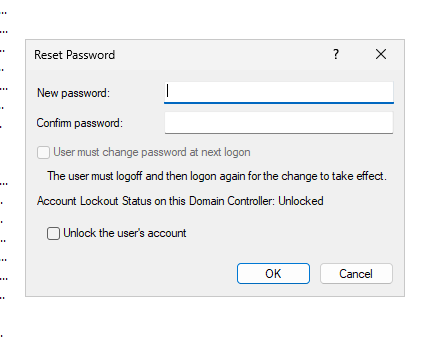 Reset Password
New password:
Confirm password:
User must change password at next logon
The user must logoff and then logon again for the change to take effect.
Account Lockout Status on this Domain Controller: Unlocked
Unlock the user's account
OK Cancel